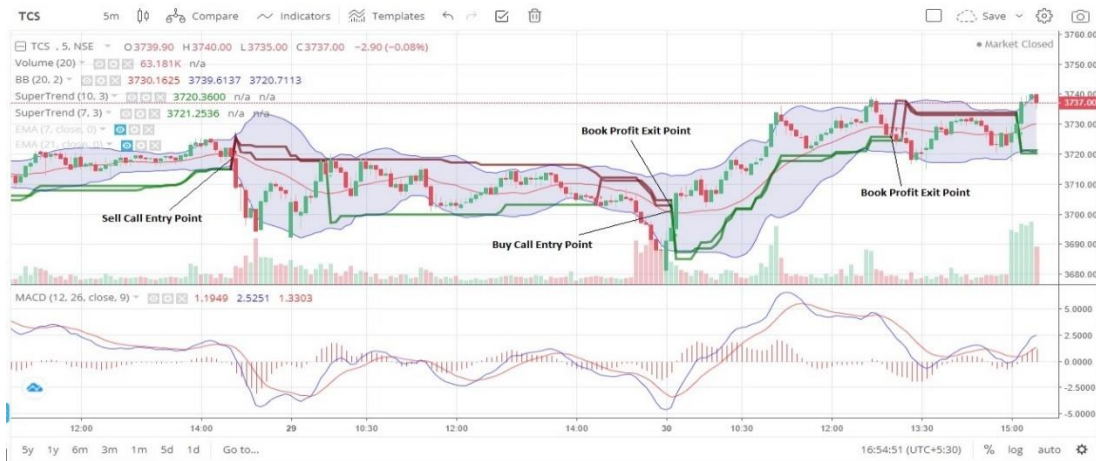 TCS 5m Compare Indicators Templates Save
TCS , 5, NSE O3739.90 H3740.00 L3735.00 C3737.00 −2.90 (−0.08%)
Market Closed
Volume (20) 63.181K n/a
BB (20, 2) 3730.1625 3739.6137 3720.7113
SuperTrend (10, 3) 3720.3600 n/a n/a
SuperTrend (7, 3) 3721.2536 n/a n/a
EMA (7, close, 0)
EMA (21, close, 0)
3760.00
3750.00
3740.00
3737.00
3730.00
3720.00
3710.00
3700.00
3690.00
3680.00
Book Profit Exit Point
Sell Call Entry Point
Buy Call Entry Point
Book Profit Exit Point
MACD (12, 26, close, 9) 1.1949 2.5251 1.3303
5.0000
2.5000
0.0000
−2.5000
−5.0000
12:00 14:00 29 10:30 12:00 14:00 30 10:30 12:00 13:30 15:00
5y 1y 6m 3m 1m 5d 1d Go to... 16:54:51 (UTC+5:30) % log auto